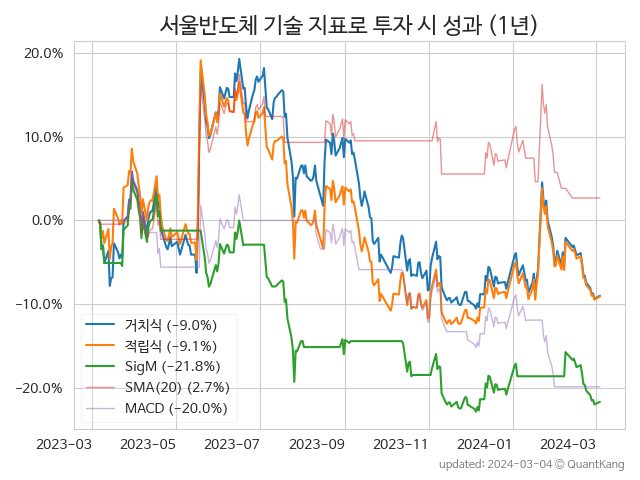 서울반도체 기술 지표로 투자 시 성과 (1년)
20.0%
10.0%
0.0%
−10.0%
−20.0%
거치식 (−9.0%)
적립식 (−9.1%)
SigM (−21.8%)
SMA(20) (2.7%)
MACD (−20.0%)
2023-03
2023-05
2023-07
2023-09
2023-11
2024-01
2024-03
updated: 2024-03-04 © QuantKang